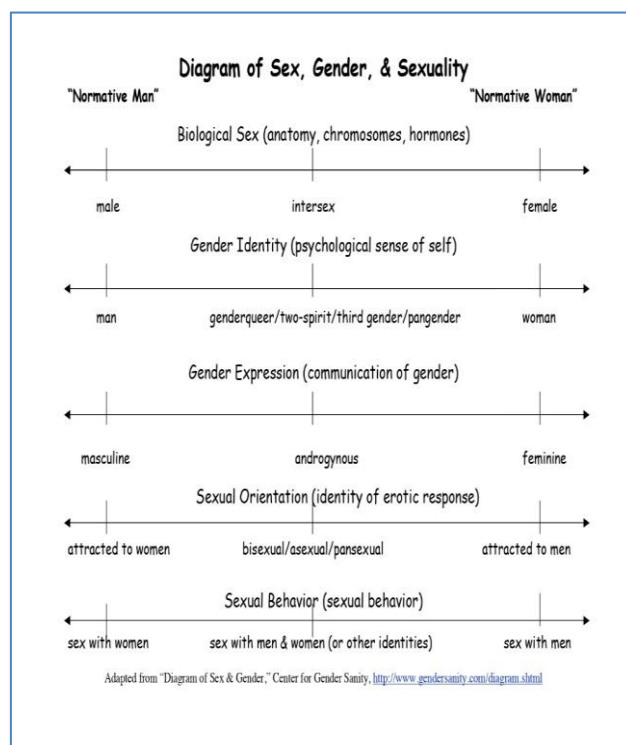 Diagram of Sex, Gender, & Sexuality
"Normative Man" "Normative Woman"
Biological Sex (anatomy, chromosomes, hormones)
male intersex female
Gender Identity (psychological sense of self)
man genderqueer/two-spirit/third gender/pangender woman
Gender Expression (communication of gender)
masculine androgynous feminine
Sexual Orientation (identity of erotic response)
attracted to women bisexual/asexual/pansexual attracted to men
Sexual Behavior (sexual behavior)
sex with women sex with men & women (or other identities) sex with men
Adapted from "Diagram of Sex & Gender," Center for Gender Sanity, http://www.gendersanity.com/diagram.shtml